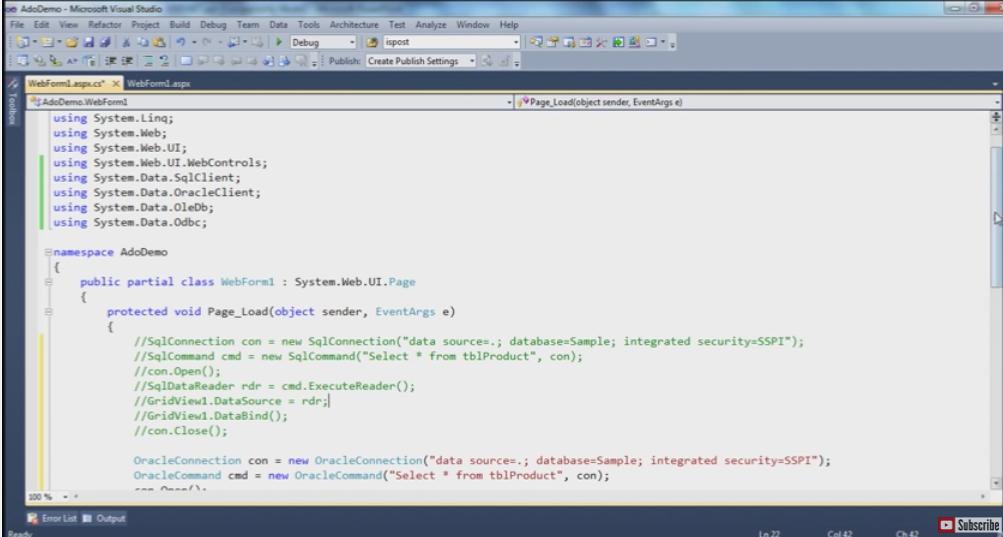 AdoDemo - Microsoft Visual Studio
File Edit View Refactor Project Build Debug Team Data Tools Architecture Test Analyze Window Help
Debug ispost
Publish: Create Publish Settings
WebForm1.aspx.cs* WebForm1.aspx
Toolbox
AdoDemo.WebForm1 Page_Load(object sender, EventArgs e)
using System.Linq;
using System.Web;
using System.Web.UI;
using System.Web.UI.WebControls;
using System.Data.SqlClient;
using System.Data.OracleClient;
using System.Data.OleDb;
using System.Data.Odbc;
namespace AdoDemo
{
public partial class WebForm1 : System.Web.UI.Page
{
protected void Page_Load(object sender, EventArgs e)
{
//SqlConnection con = new SqlConnection("data source=.; database=Sample; integrated security=SSPI");
//SqlCommand cmd = new SqlCommand("Select * from tblProduct", con);
//con.Open();
//SqlDataReader rdr = cmd.ExecuteReader();
//GridView1.DataSource = rdr;
//GridView1.DataBind();
//con.Close();
OracleConnection con = new OracleConnection("data source=.; database=Sample; integrated security=SSPI");
OracleCommand cmd = new OracleCommand("Select * from tblProduct", con);
con.Open();
100 %
Error List Output
Subscribe
Ready Ln 22 Col 42 Ch 42